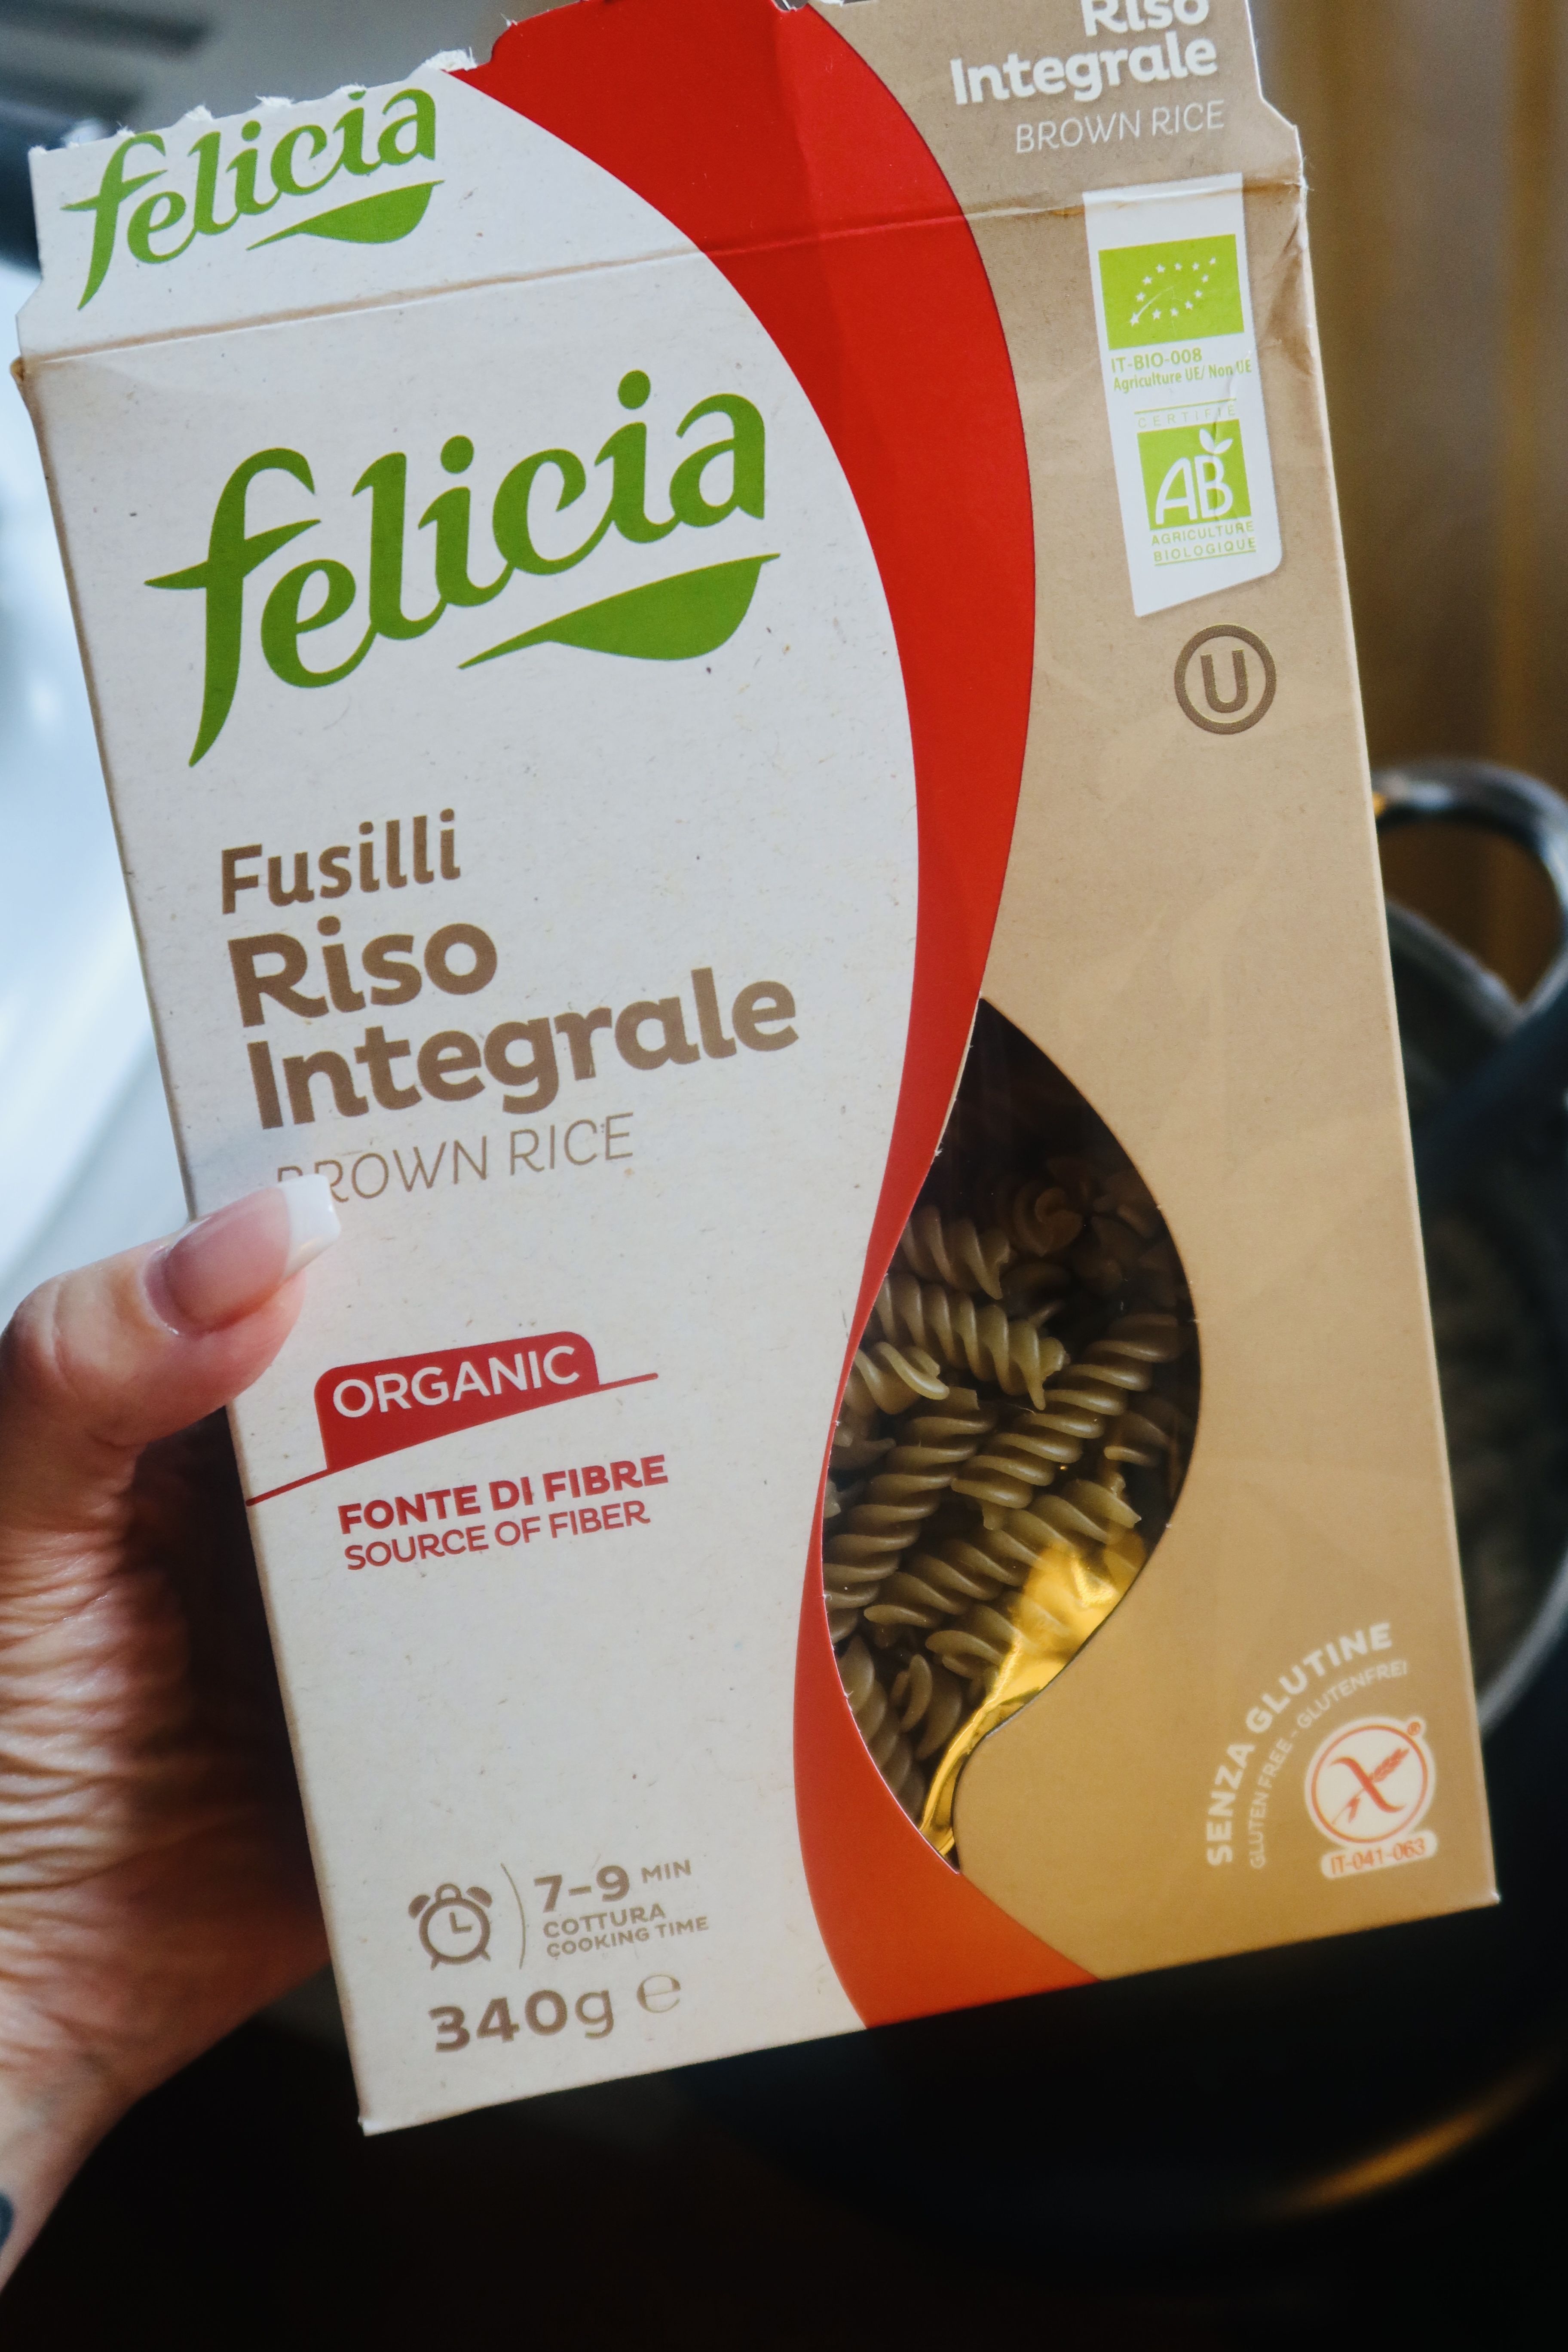 felicia
Riso
Integrale
BROWN RICE
IT-BIO-008
Agriculture UE/ Non UE
CERTIFIÉ
AB
AGRICULTURE
BIOLOGIQUE
U
felicia
Fusilli
Riso
Integrale
BROWN RICE
ORGANIC
FONTE DI FIBRE
SOURCE OF FIBER
7-9 MIN
COTTURA
COOKING TIME
340g ℮
SENZA GLUTINE
GLUTEN FREE - GLUTENFREI
®
IT-041-063